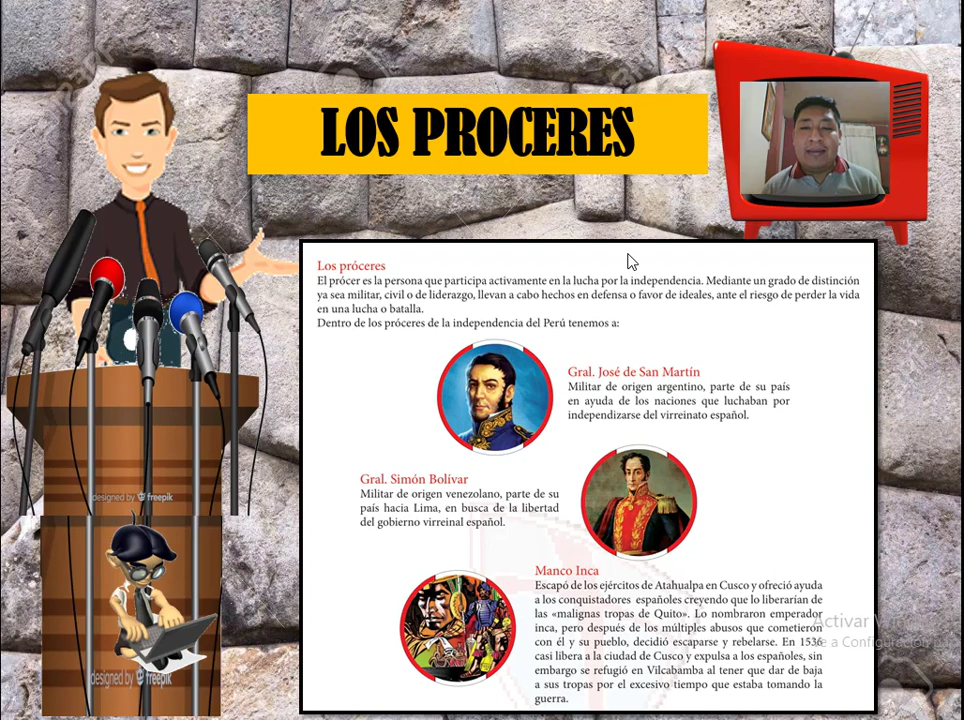 LOS PROCERES
Los próceres
El prócer es la persona que participa activamente en la lucha por la independencia. Mediante un grado de distinción
ya sea militar, civil o de liderazgo, llevan a cabo hechos en defensa o favor de ideales, ante el riesgo de perder la vida
en una lucha o batalla.
Dentro de los próceres de la independencia del Perú tenemos a:
Gral. José de San Martín
Militar de origen argentino, parte de su país
en ayuda de los naciones que luchaban por
independizarse del virreinato español.
Gral. Simón Bolívar
Militar de origen venezolano, parte de su
país hacia Lima, en busca de la libertad
del gobierno virreinal español.
Manco Inca
Escapó de los ejércitos de Atahualpa en Cusco y ofreció ayuda
a los conquistadores españoles creyendo que lo liberarían de
las «malignas tropas de Quito». Lo nombraron emperador
inca, pero después de los múltiples abusos que cometieron
con él y su pueblo, decidió escaparse y rebelarse. En 1536
casi libera a la ciudad de Cusco y expulsa a los españoles, sin
embargo se refugió en Vilcabamba al tener que dar de baja
a sus tropas por el excesivo tiempo que estaba tomando la
guerra.
designed by freepik
designed by freepik
Activar
a Configuración